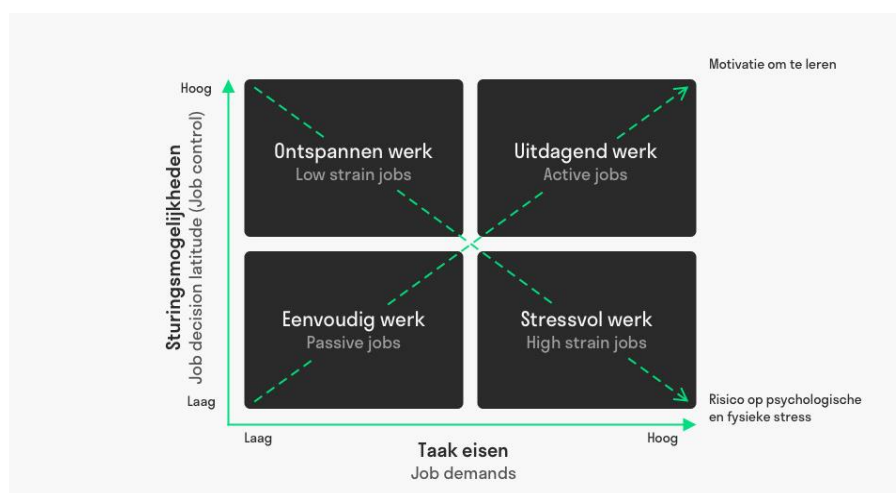 Motivatie om te leren
Hoog
Sturingsmogelijkheden
Job decision latitude (Job control)
Ontspannen werk
Low strain jobs
Uitdagend werk
Active jobs
Eenvoudig werk
Passive jobs
Stressvol werk
High strain jobs
Laag
Risico op psychologische
en fysieke stress
Laag
Hoog
Taak eisen
Job demands